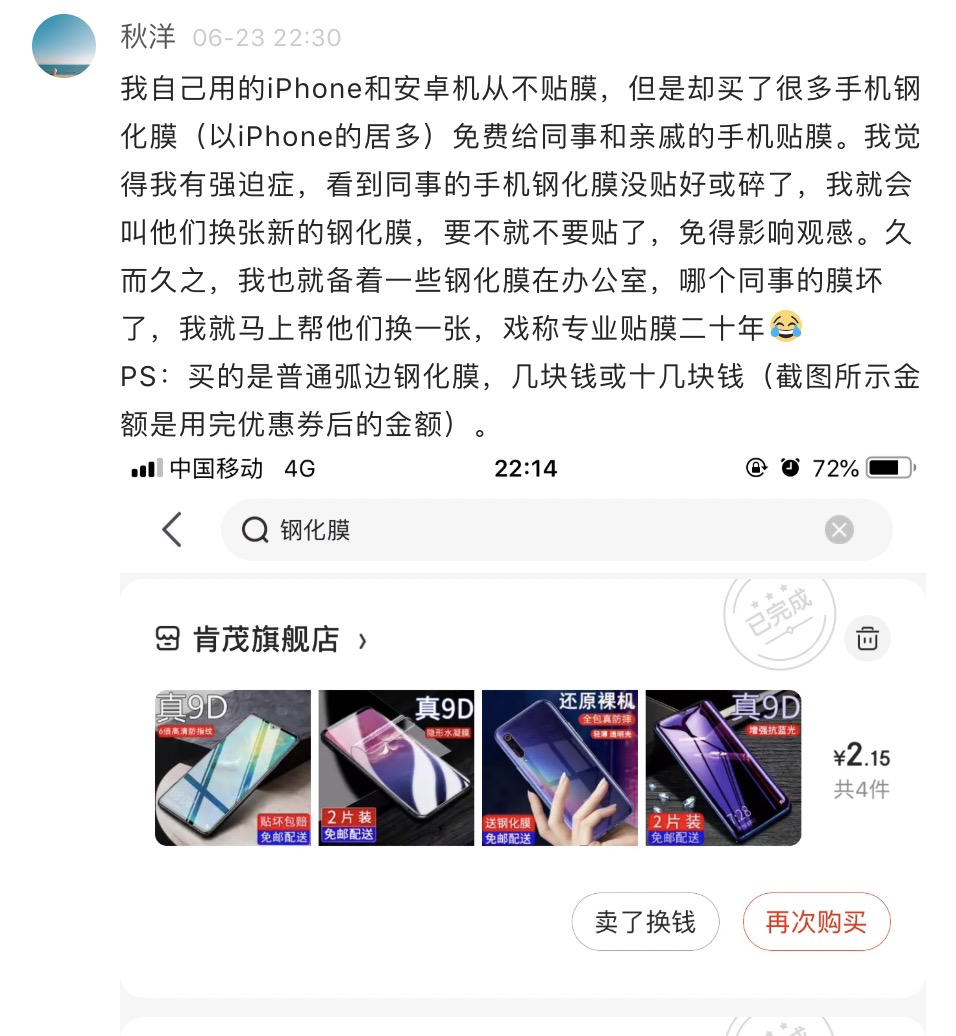 秋洋 06-23 22:30
我自己用的iPhone和安卓机从不贴膜，但是却买了很多手机钢
化膜（以iPhone的居多）免费给同事和亲戚的手机贴膜。我觉
得我有强迫症，看到同事的手机钢化膜没贴好或碎了，我就会
叫他们换张新的钢化膜，要不就不要贴了，免得影响观感。久
而久之，我也就备着一些钢化膜在办公室，哪个同事的膜坏
了，我就马上帮他们换一张，戏称专业贴膜二十年😂
PS：买的是普通弧边钢化膜，几块钱或十几块钱（截图所示金
额是用完优惠券后的金额）。
中国移动 4G 22:14 72%
钢化膜
已完成
肯茂旗舰店 ›
真9D
6倍高清防指纹
贴坏包赔
免邮配送
真9D
隐形水凝膜
2片装
免邮配送
还原裸机
全包真防摔
轻薄透明壳
送钢化膜
免邮配送
真9D
增强抗蓝光
7:28
2片装
免邮配送
¥2.15
共4件
卖了换钱 再次购买